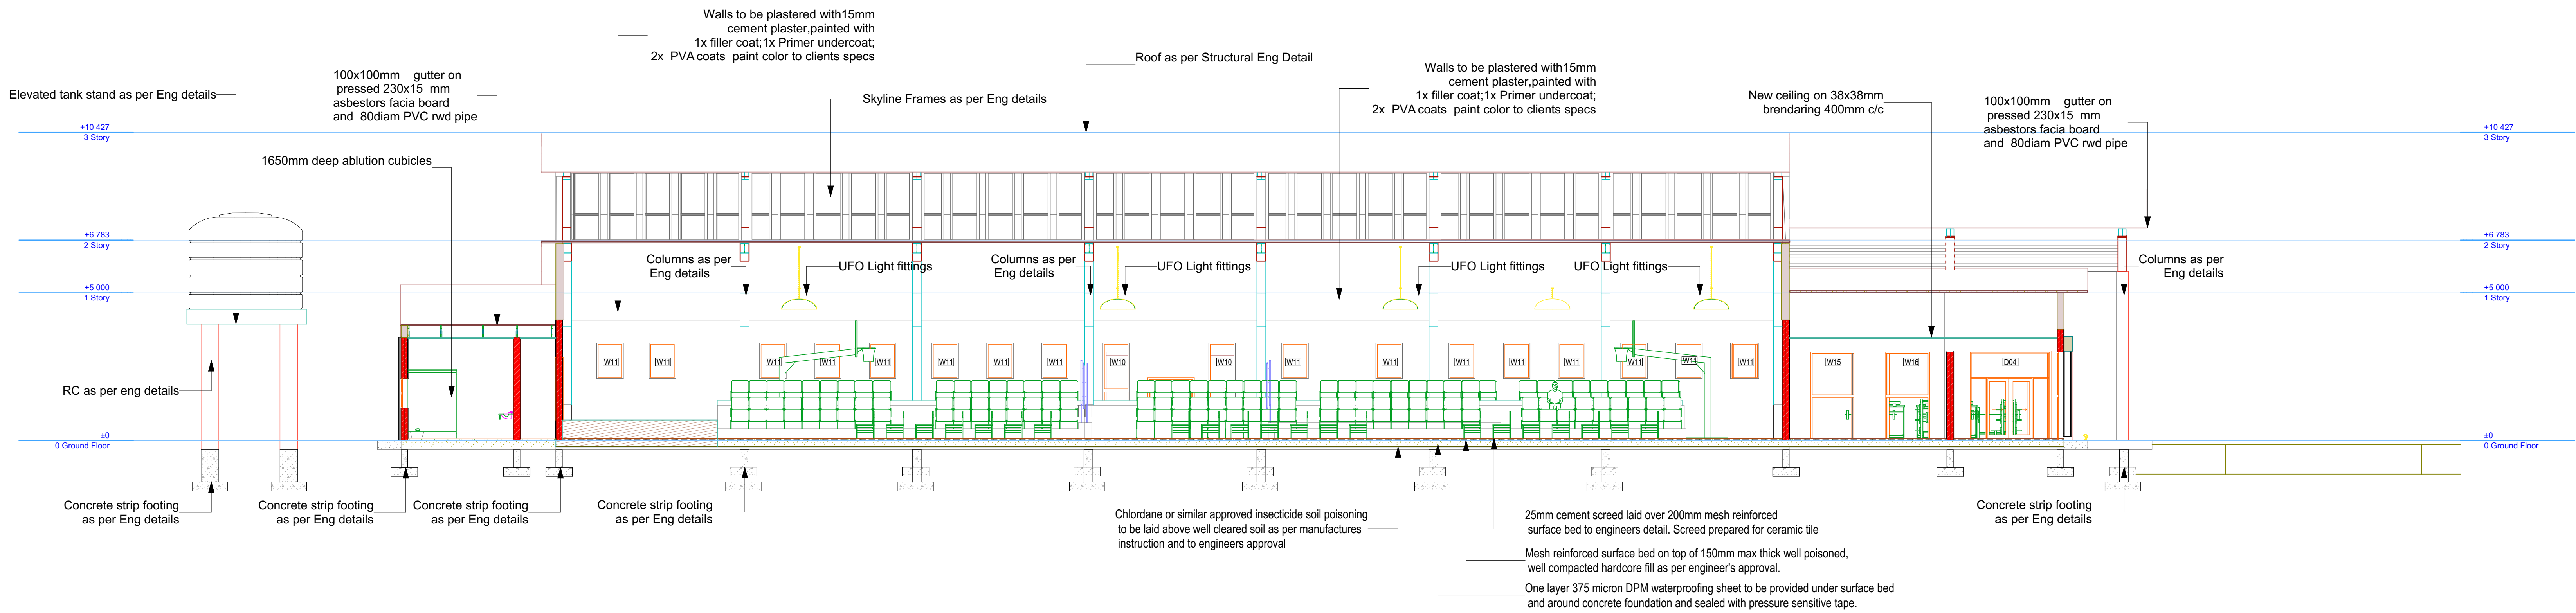 Walls to be plastered with15mm
cement plaster,painted with
1x filler coat;1x Primer undercoat;
2x PVA coats paint color to clients specs
Roof as per Structural Eng Detail
Walls to be plastered with15mm
cement plaster,painted with
1x filler coat;1x Primer undercoat;
2x PVA coats paint color to clients specs
100x100mm gutter on
pressed 230x15 mm
asbestors facia board
and 80diam PVC rwd pipe
Elevated tank stand as per Eng details
Skyline Frames as per Eng details
New ceiling on 38x38mm
brendaring 400mm c/c
100x100mm gutter on
pressed 230x15 mm
asbestors facia board
and 80diam PVC rwd pipe
+10 427
3 Story
+10 427
3 Story
1650mm deep ablution cubicles
+6 783
2 Story
+6 783
2 Story
Columns as per
Eng details
UFO Light fittings
Columns as per
Eng details
UFO Light fittings
UFO Light fittings
UFO Light fittings
Columns as per
Eng details
+5 000
1 Story
+5 000
1 Story
W11
W11
W11
W11
W11
W11
W11
W11
W10
W10
W11
W11
W11
W11
W11
W11
W11
W11
W15
W16
D04
RC as per eng details
±0
0 Ground Floor
±0
0 Ground Floor
Concrete strip footing
as per Eng details
Concrete strip footing
as per Eng details
Concrete strip footing
as per Eng details
Concrete strip footing
as per Eng details
Concrete strip footing
as per Eng details
Chlordane or similar approved insecticide soil poisoning
to be laid above well cleared soil as per manufactures
instruction and to engineers approval
25mm cement screed laid over 200mm mesh reinforced
surface bed to engineers detail. Screed prepared for ceramic tile
Mesh reinforced surface bed on top of 150mm max thick well poisoned,
well compacted hardcore fill as per engineer's approval.
One layer 375 micron DPM waterproofing sheet to be provided under surface bed
and around concrete foundation and sealed with pressure sensitive tape.